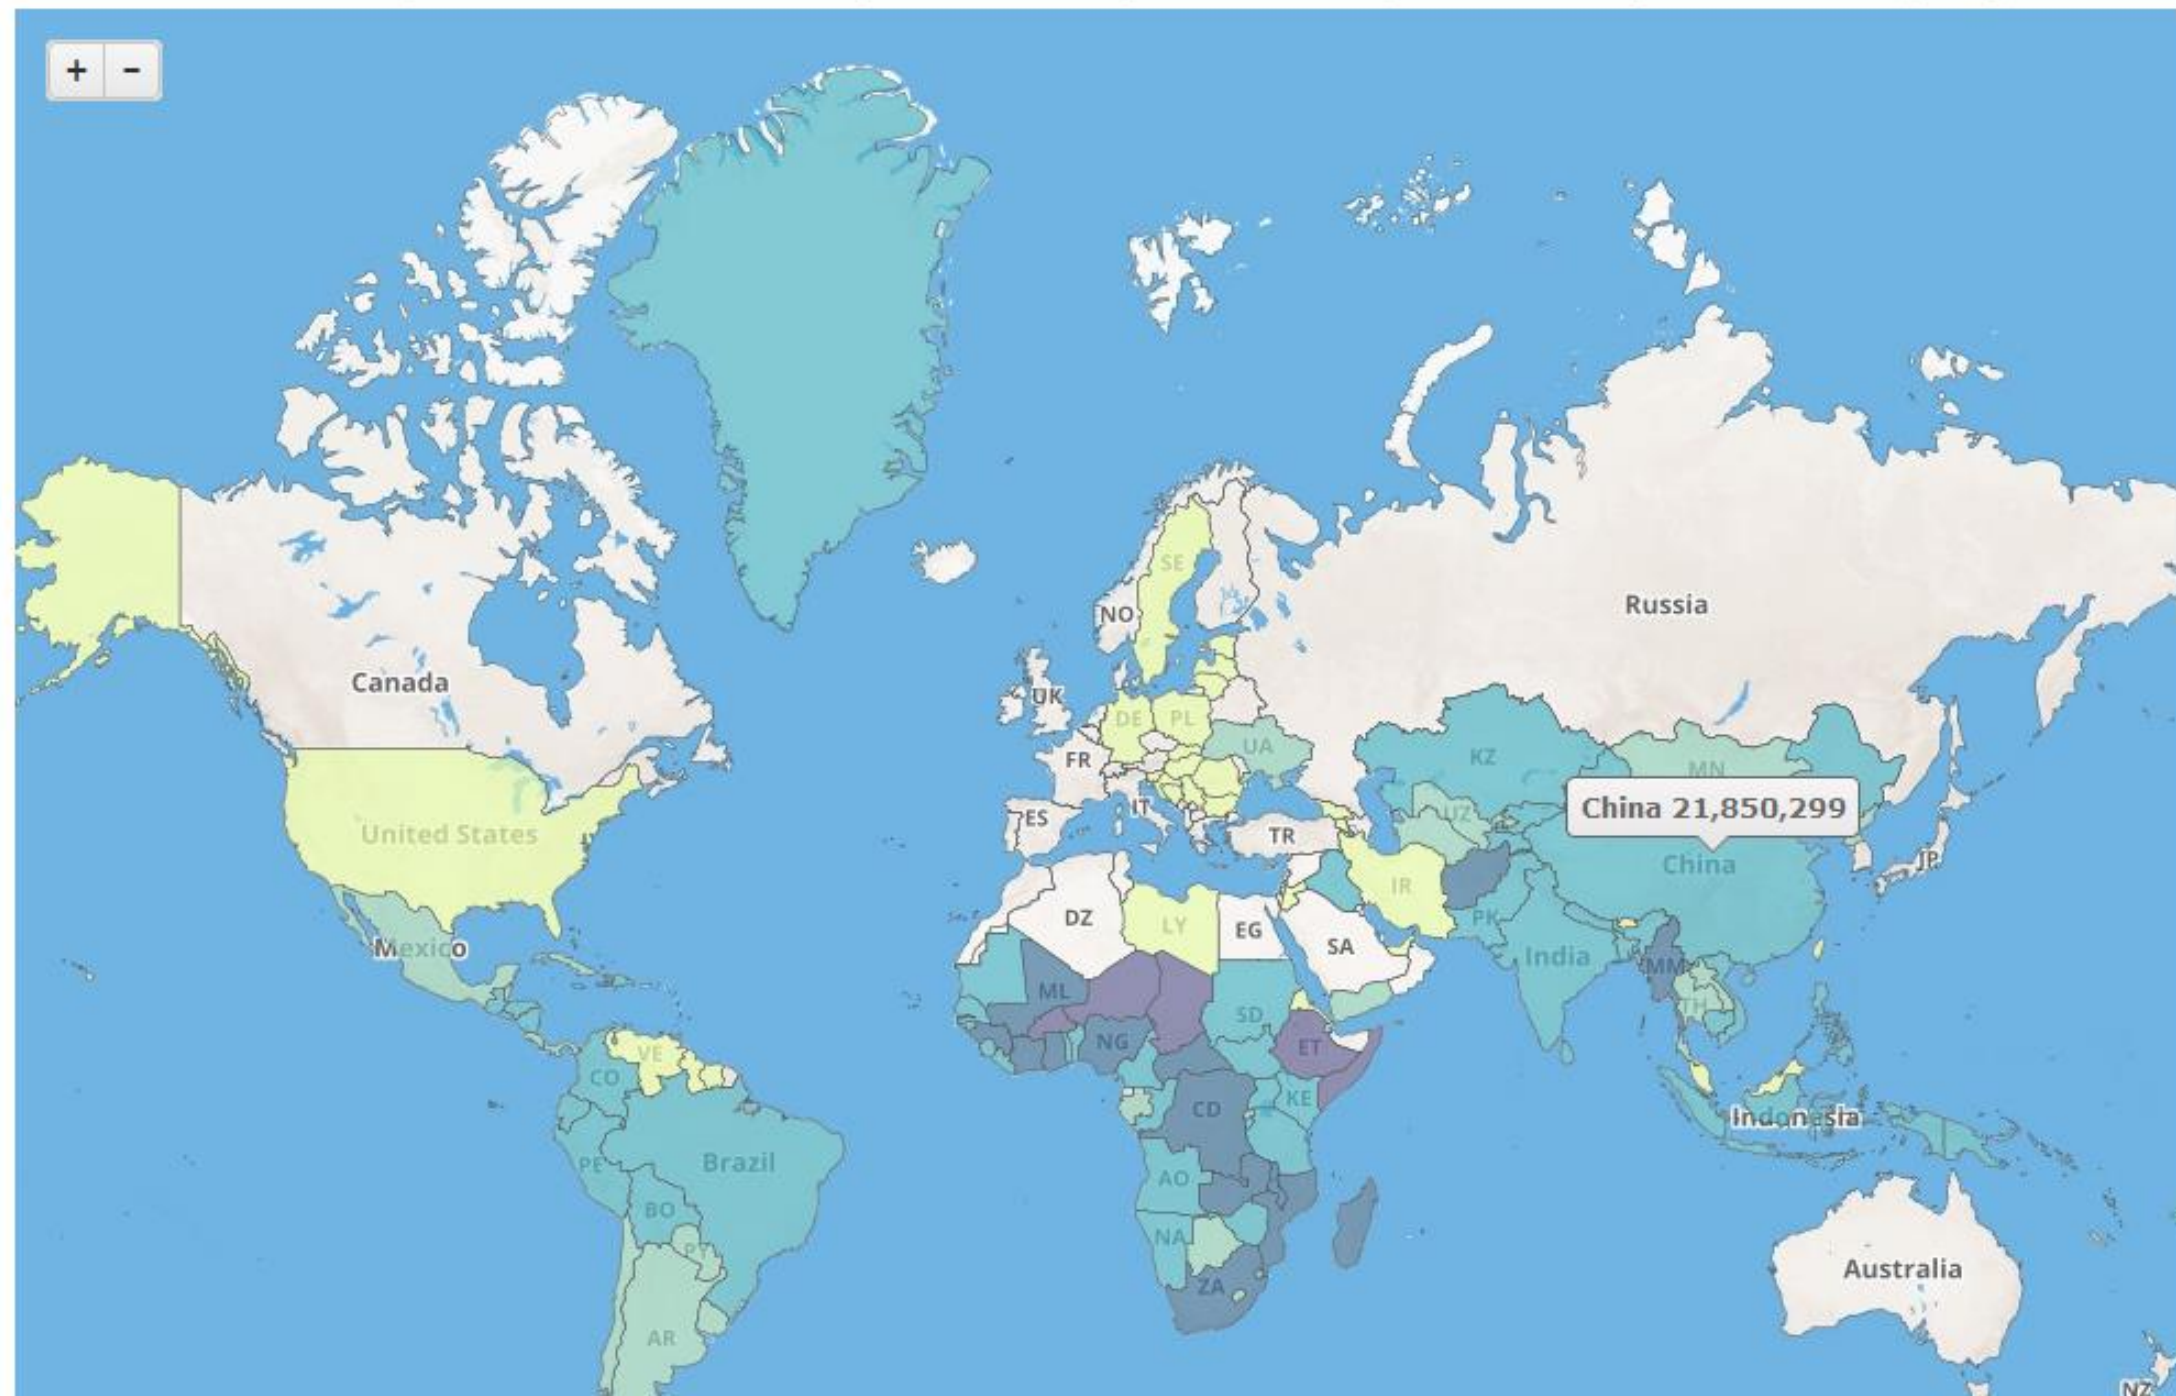 + -
SE
NO
Russia
Canada
UK
DE PL
UA
FR
KZ
MN
China 21,850,299
IT
ES
UZ
TR
United States
JP
China
IR
DZ
LY
EG
PK
SA
Mexico
India
MM
ML
TH
SD
NG
ET
VE
CO
KE
CD
Indonesia
PE
Brazil
AO
BO
NA
PY
Australia
ZA
AR
NZ